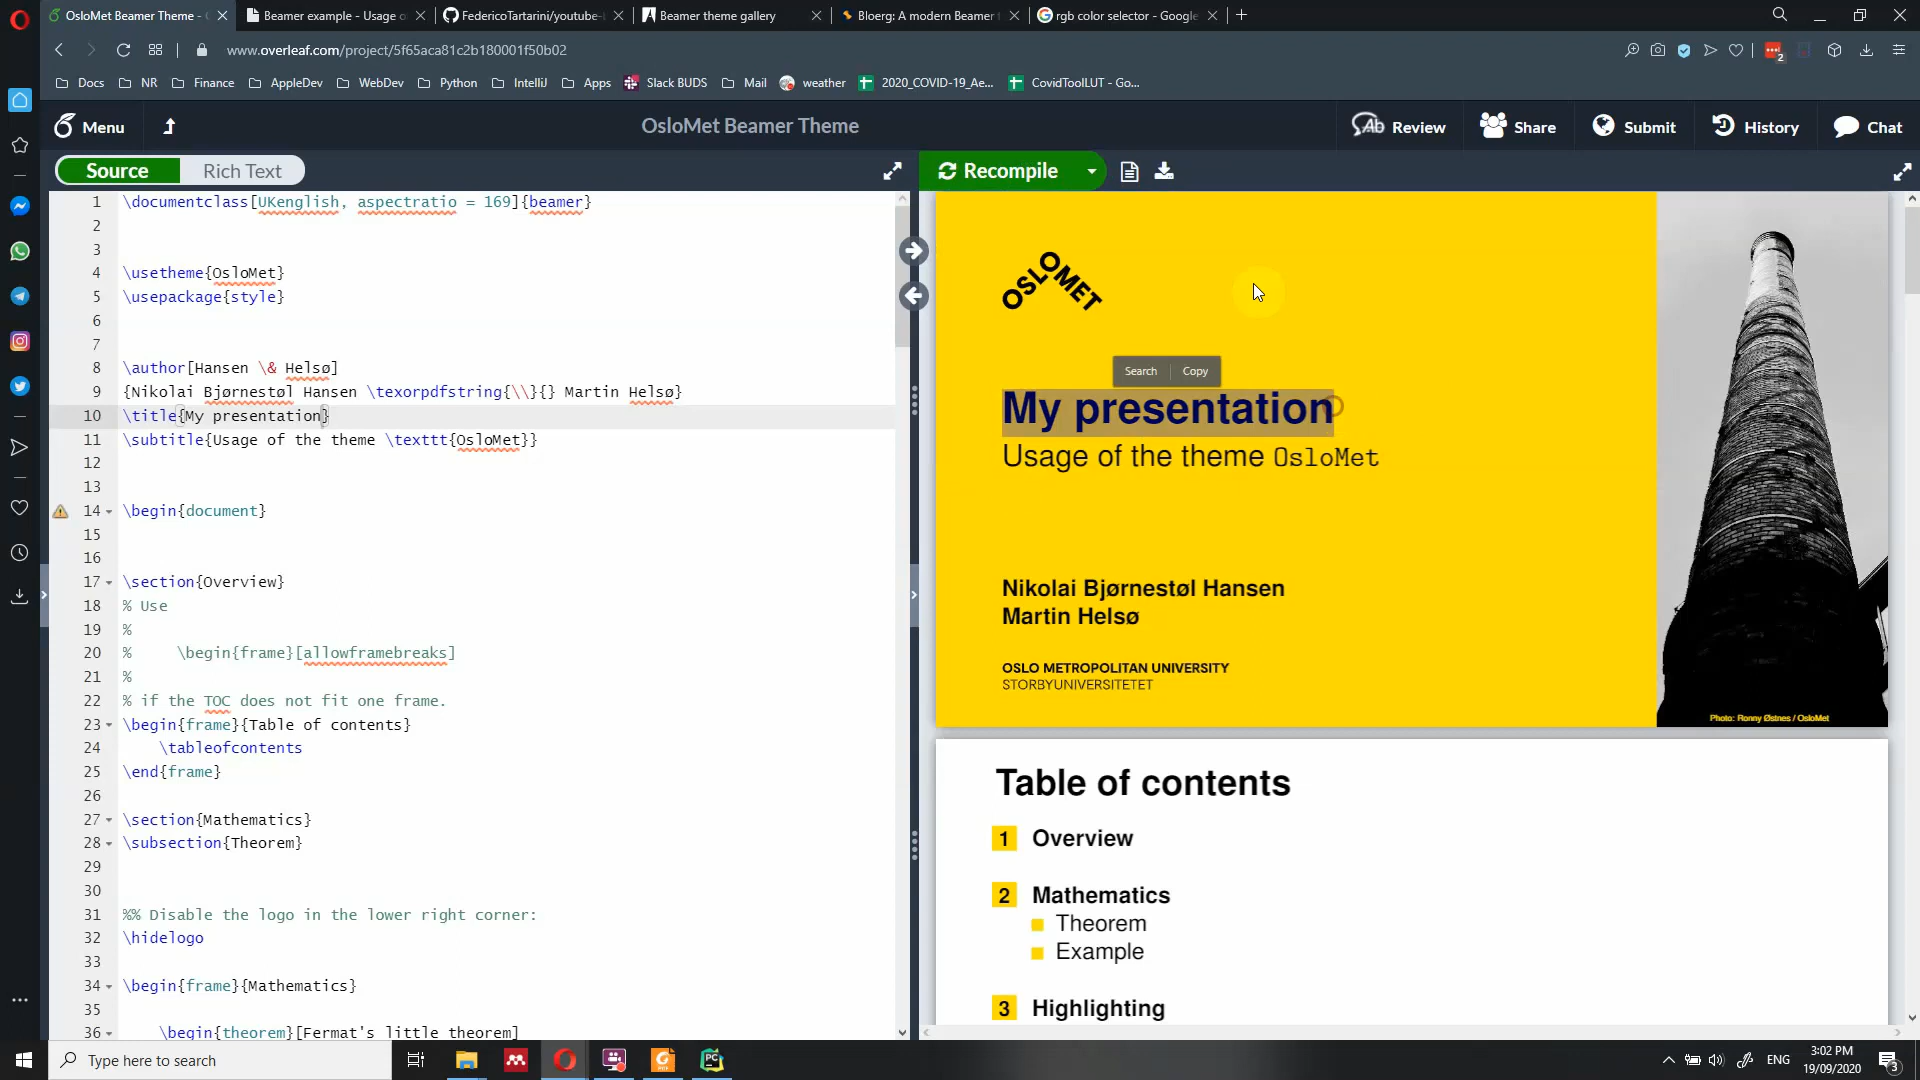 OsloMet Beamer Theme -
Beamer example - Usage o
FedericoTartarini/youtube-
Beamer theme gallery
Bloerg: A modern Beamer
rgb color selector - Google
www.overleaf.com/project/5f65aca81c2b180001f50b02
2
Docs NR Finance AppleDev WebDev Python IntelliJ Apps Slack BUDS Mail weather 2020_COVID-19_Ae... CovidToolLUT - Go...
Menu
OsloMet Beamer Theme
Review Share Submit History Chat
Source Rich Text
Recompile
1 \documentclass[UKenglish, aspectratio = 169]{beamer}
2
3
4 \usetheme{OsloMet}
5 \usepackage{style}
6
7
8 \author[Hansen \& Helsø]
9 {Nikolai Bjørnestøl Hansen \texorpdfstring{\\}{} Martin Helsø}
10 \title{My presentation}
11 \subtitle{Usage of the theme \texttt{OsloMet}}
12
13
14 \begin{document}
15
16
17 \section{Overview}
18 % Use
19 %
20 % \begin{frame}[allowframebreaks]
21 %
22 % if the TOC does not fit one frame.
23 \begin{frame}{Table of contents}
24 \tableofcontents
25 \end{frame}
26
27 \section{Mathematics}
28 \subsection{Theorem}
29
30
31 %% Disable the logo in the lower right corner:
32 \hidelogo
33
34 \begin{frame}{Mathematics}
35
36 \begin{theorem}[Fermat's little theorem]
OSLOMET
Search Copy
My presentation
Usage of the theme OsloMet
Nikolai Bjørnestøl Hansen
Martin Helsø
OSLO METROPOLITAN UNIVERSITY
STORBYUNIVERSITETET
Photo: Ronny Østnes / OsloMet
Table of contents
1 Overview
2 Mathematics
Theorem
Example
3 Highlighting
Type here to search
PC
ENG
3:02 PM
19/09/2020
3